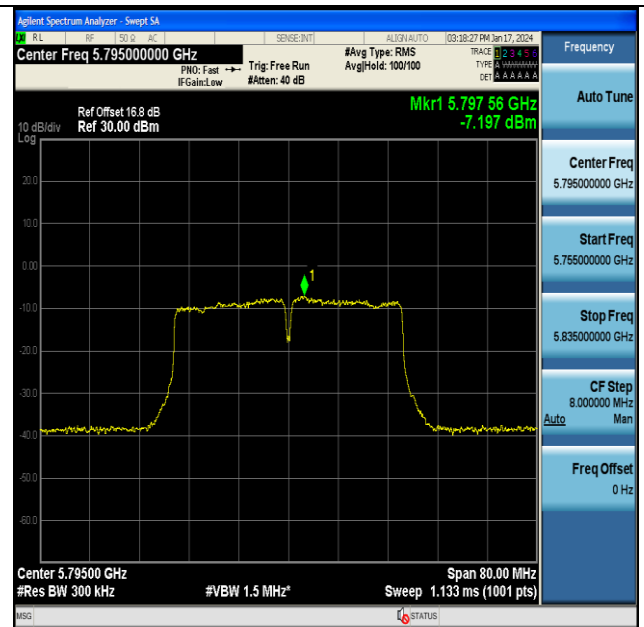 Agilent Spectrum Analyzer - Swept SA
LXI RL RF 50 Ω AC SENSE:INT ALIGN AUTO 03:18:27 PM Jan 17, 2024
Center Freq 5.795000000 GHz
PNO: Fast
IFGain:Low
Trig: Free Run
#Atten: 40 dB
#Avg Type: RMS
Avg|Hold: 100/100
TRACE 1 2 3 4 5 6
TYPE A
DET A A A A A A
Frequency
Auto Tune
Ref Offset 16.8 dB
10 dB/div Ref 30.00 dBm
Log
Mkr1 5.797 56 GHz
-7.197 dBm
Center Freq
5.795000000 GHz
Start Freq
5.755000000 GHz
Stop Freq
5.835000000 GHz
CF Step
8.000000 MHz
Auto Man
Freq Offset
0 Hz
20.0
10.0
0.00
1
-10.0
-20.0
-30.0
-40.0
-50.0
-60.0
Center 5.79500 GHz Span 80.00 MHz
#Res BW 300 kHz #VBW 1.5 MHz* Sweep 1.133 ms (1001 pts)
MSG STATUS